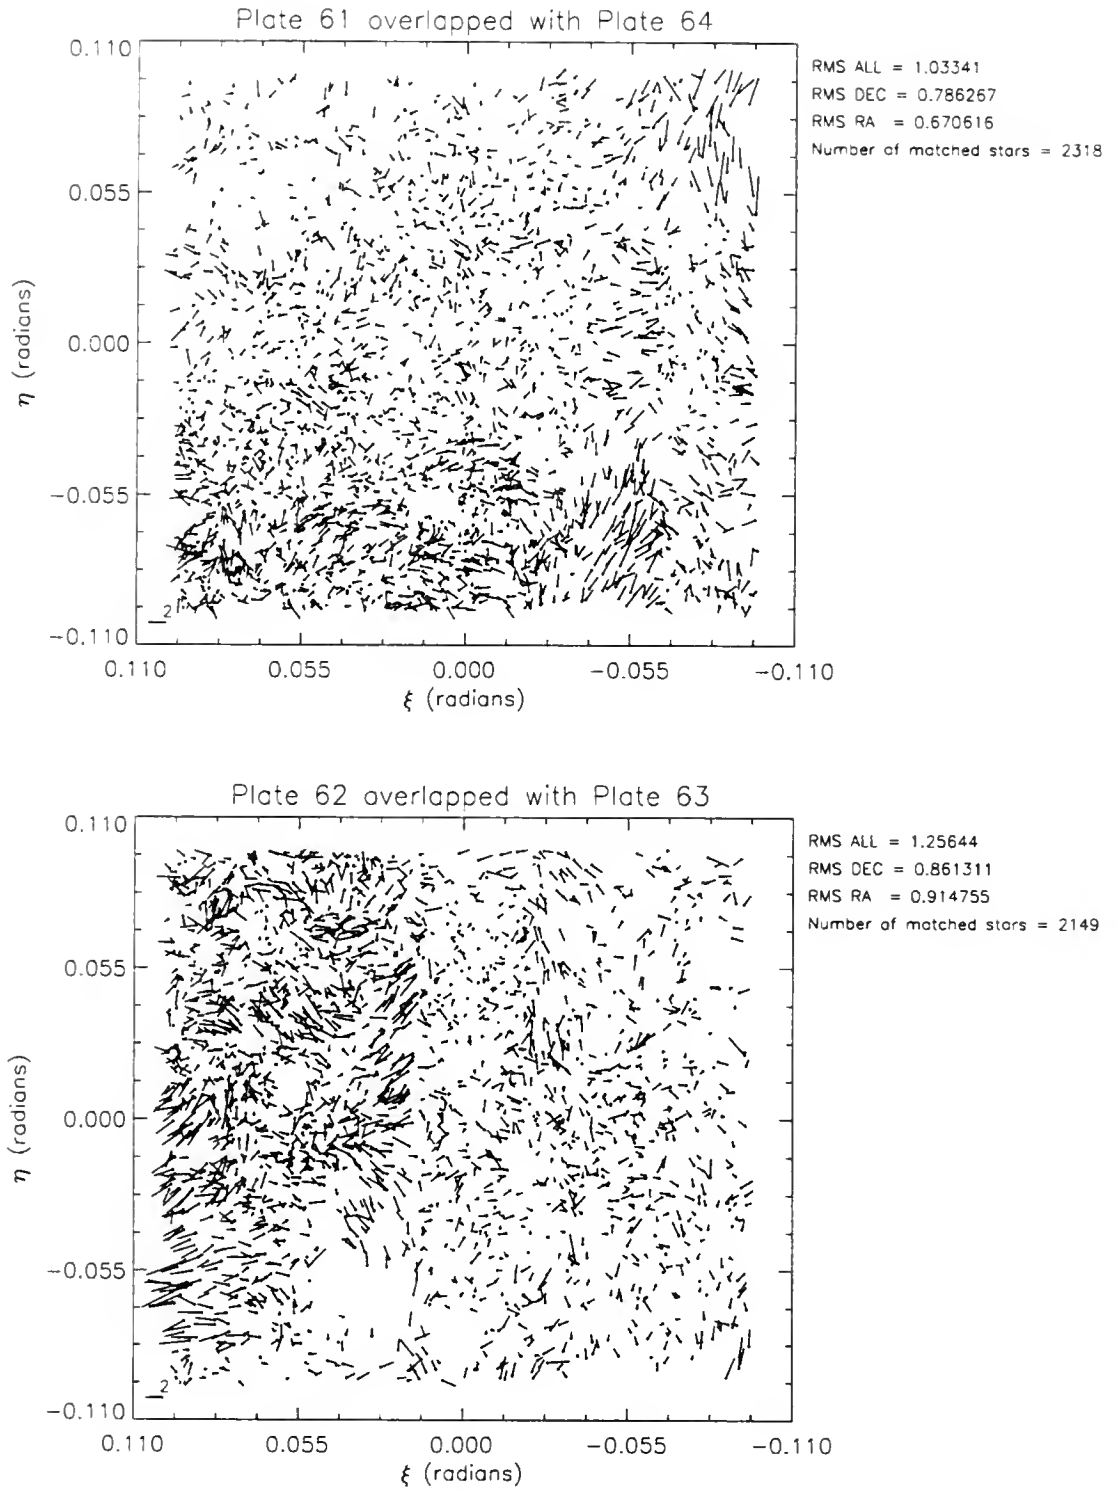 Plate 61 overlapped with Plate 64
RMS ALL = 1.03341
RMS DEC = 0.786267
RMS RA = 0.670616
Number of matched stars = 2318
0.110
0.055
0.000
−0.055
−0.110
η (radians)
2"
0.110 0.055 0.000 −0.055 −0.110
ξ (radians)
Plate 62 overlapped with Plate 63
RMS ALL = 1.25644
RMS DEC = 0.861311
RMS RA = 0.914755
Number of matched stars = 2149
0.110
0.055
0.000
−0.055
−0.110
η (radians)
2"
0.110 0.055 0.000 −0.055 −0.110
ξ (radians)